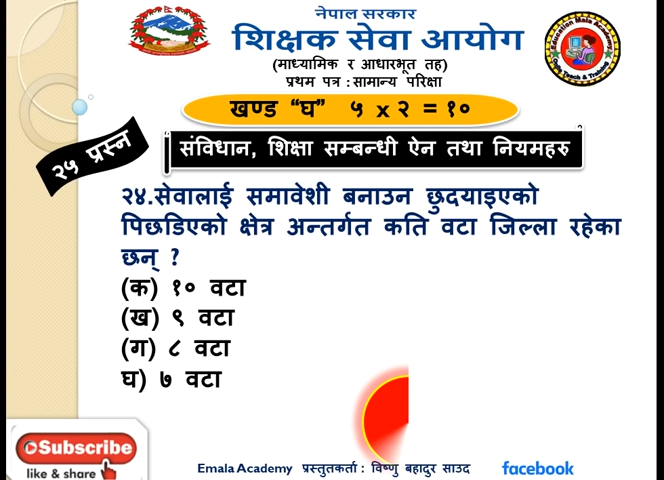 नेपाल सरकार
शिक्षक सेवा आयोग
(माध्यामिक र आधारभूत तह)
प्रथम पत्र : सामान्य परिक्षा
खण्ड “घ” ५ x २ = १०
२५ प्रस्न
संविधान, शिक्षा सम्बन्धी ऐन तथा नियमहरु
२४.सेवालाई समावेशी बनाउन छुदयाइएको
पिछडिएको क्षेत्र अन्तर्गत कति वटा जिल्ला रहेका
छन् ?
(क) १० वटा
(ख) ९ वटा
(ग) ८ वटा
घ) ७ वटा
Subscribe
like & share
Emala Academy प्रस्तुतकर्ता : विष्णु बहादुर साउद facebook